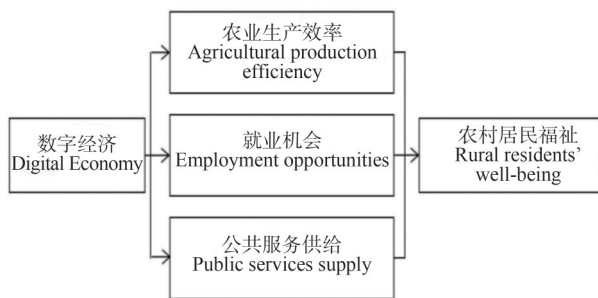 农业生产效率
Agricultural production
efficiency
数字经济
Digital Economy
就业机会
Employment opportunities
农村居民福祉
Rural residents’
well-being
公共服务供给
Public services supply